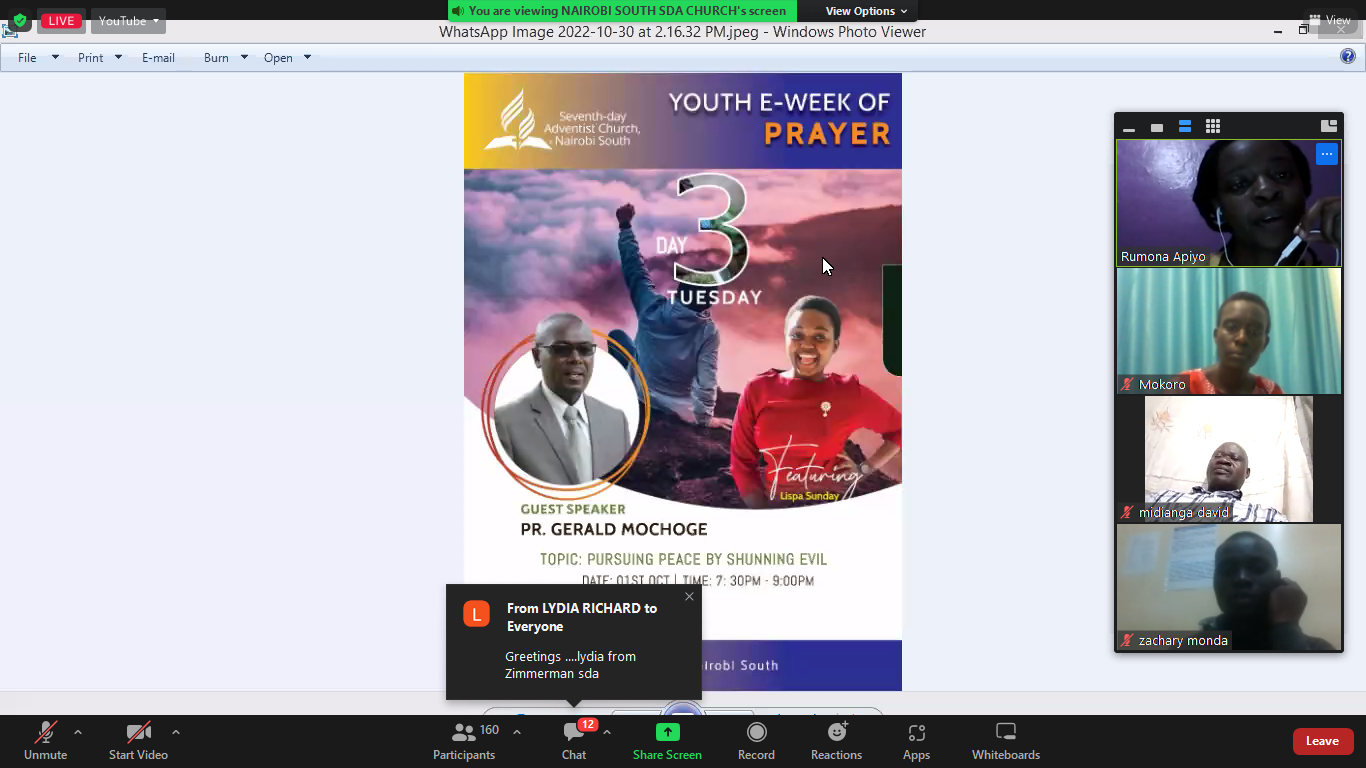 LIVE
YouTube
You are viewing NAIROBI SOUTH SDA CHURCH's screen
View Options
View
WhatsApp Image 2022-10-30 at 2.16.32 PM.jpeg - Windows Photo Viewer
File
Print
E-mail
Burn
Open
Seventh-day
Adventist Church,
Nairobi South
YOUTH E-WEEK OF
PRAYER
DAY
3
TUESDAY
Featuring
Lispa Sunday
GUEST SPEAKER
PR. GERALD MOCHOGE
TOPIC: PURSUING PEACE BY SHUNNING EVIL
DATE: 01ST OCT | TIME: 7: 30PM - 9:00PM
irobi South
L
From LYDIA RICHARD to
Everyone
Greetings ....lydia from
Zimmerman sda
Rumona Apiyo
Mokoro
midianga david
zachary monda
Unmute
Start Video
Participants
160
Chat
12
Share Screen
Record
Reactions
Apps
Whiteboards
Leave